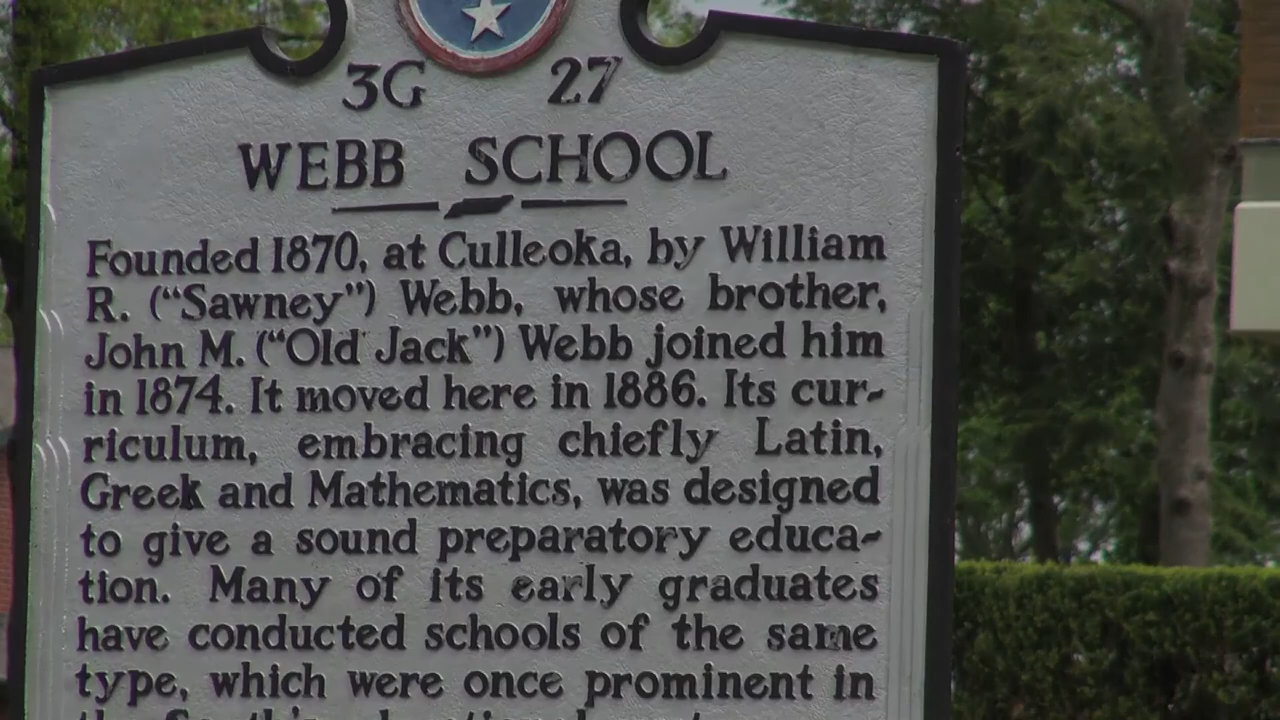 3G 27
WEBB SCHOOL
Founded 1870, at Culleoka, by William
R. ("Sawney") Webb, whose brother,
John M. ("Old Jack") Webb joined him
in 1874. It moved here in 1886. Its cur-
riculum, embracing chiefly Latin,
Greek and Mathematics, was designed
to give a sound preparatory educa-
tion. Many of its early graduates
have conducted schools of the same
type, which were once prominent in